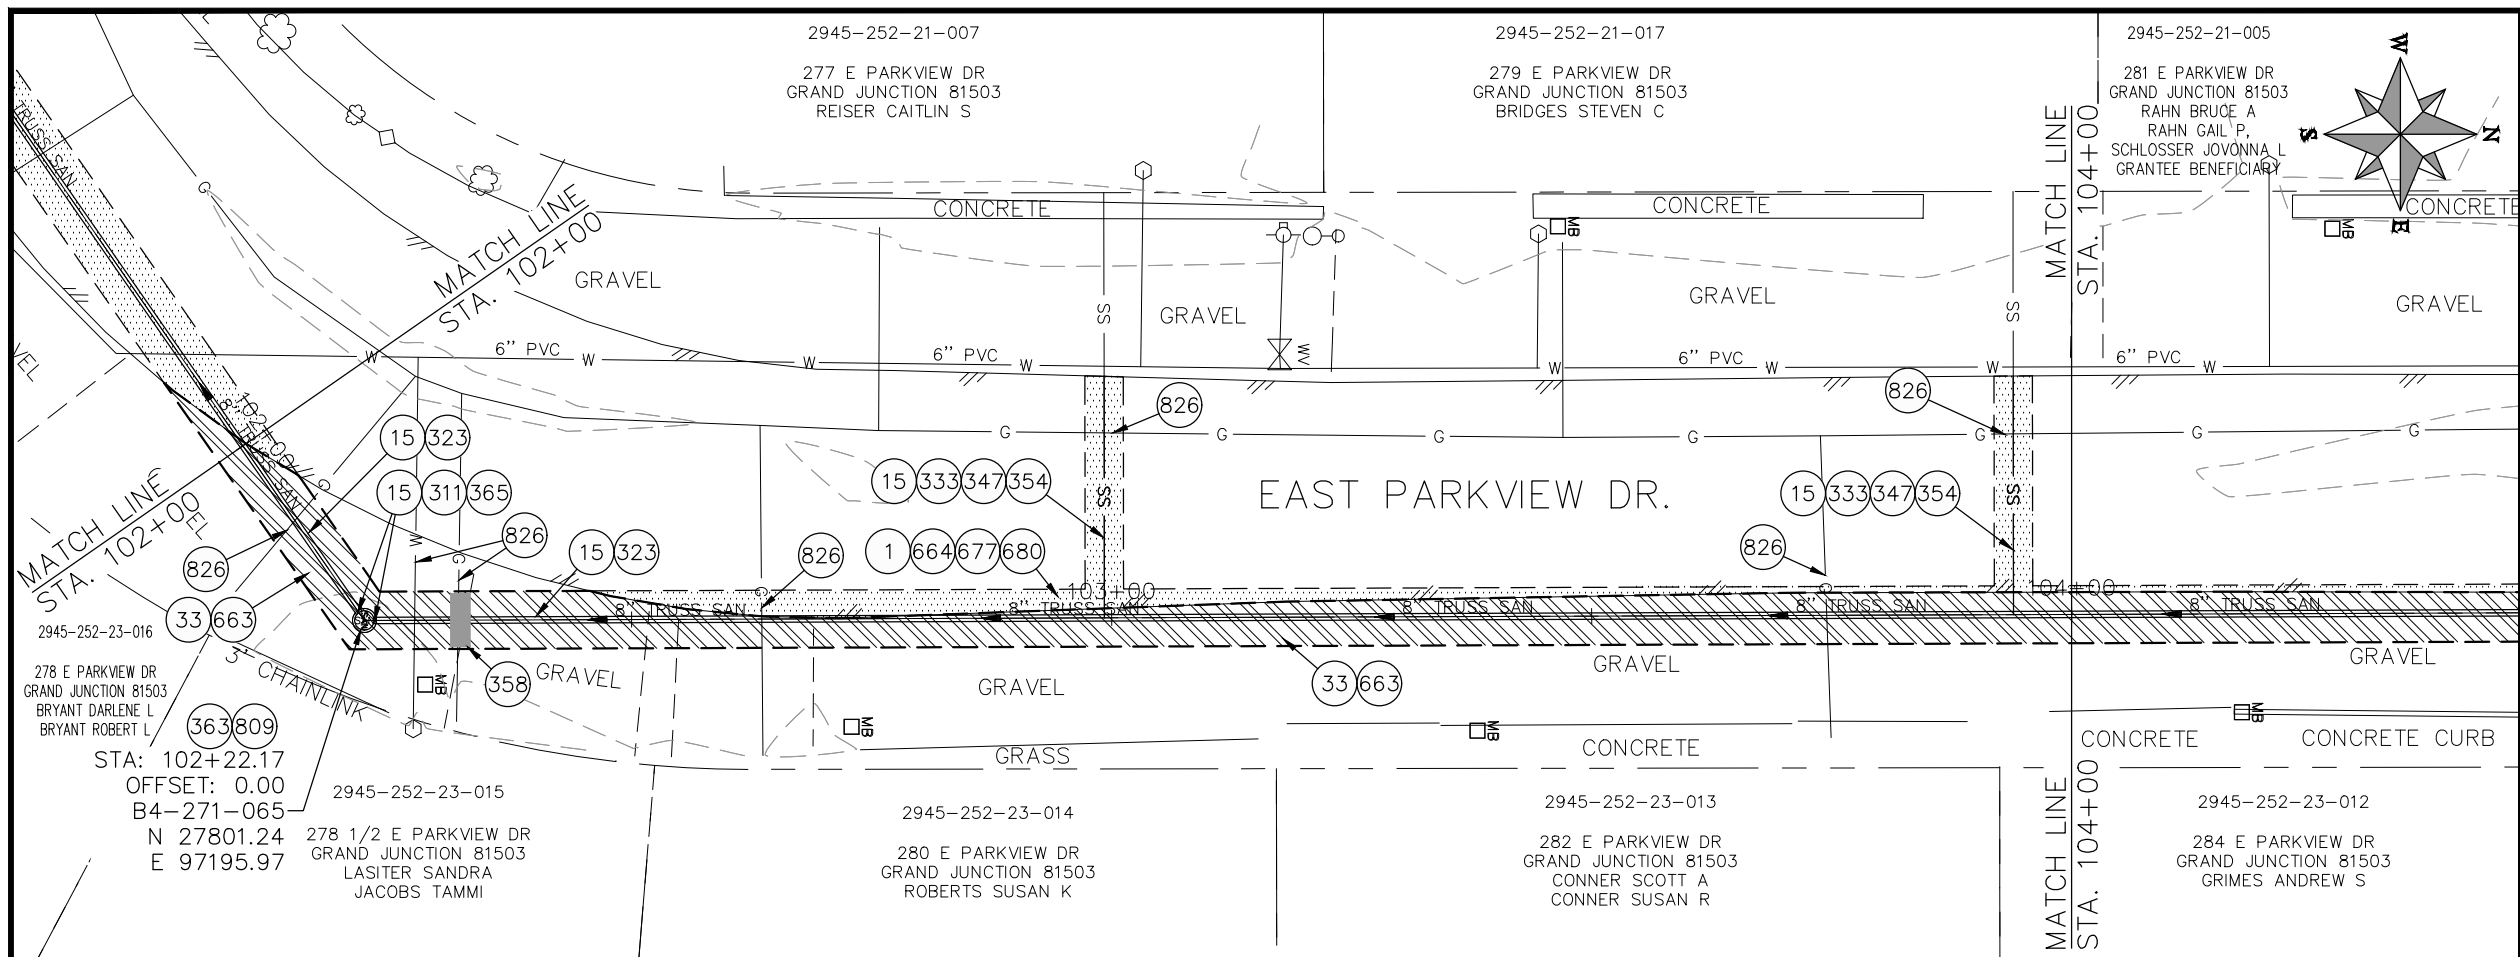 2945-252-21-007
277 E PARKVIEW DR
GRAND JUNCTION 81503
REISER CAITLIN S
2945-252-21-017
279 E PARKVIEW DR
GRAND JUNCTION 81503
BRIDGES STEVEN C
2945-252-21-005
281 E PARKVIEW DR
GRAND JUNCTION 81503
RAHN BRUCE A
RAHN GAIL P,
SCHLOSSER JOVONNA L
GRANTEE BENEFICIARY
W
S
N
E
MATCH LINE
STA. 104+00
TRUSS SAN
G
CONCRETE
CONCRETE
MB
CONCRETE
MB
MATCH LINE
STA. 102+00
GRAVEL
GRAVEL
GRAVEL
GRAVEL
SS
SS
W
6" PVC
W
W
6" PVC
W
WV
W
6" PVC
W
W
6" PVC
W
VEL
8" TRUSS SAN
102+00
826
826
15 323
G
G
G
G
G
G
G
15 311 365
G
15 333 347 354
SS
EAST PARKVIEW DR.
15 333 347 354
SS
MATCH LINE
STA. 102+00
EL
W
G
826
15 323
826
1 664 677 680
826
826
G
G
103+00
104+00
8" TRUSS SAN
8" TRUSS SAN
8" TRUSS SAN
8" TRUSS SAN
8" TRUSS SAN
33 663
2945-252-23-016
278 E PARKVIEW DR
GRAND JUNCTION 81503
BRYANT DARLENE L
BRYANT ROBERT L
3' CHAINLINK
MB
358
GRAVEL
GRAVEL
33 663
GRAVEL
GRAVEL
MB
MB
MB
GRASS
CONCRETE
CONCRETE
CONCRETE CURB
363 809
STA: 102+22.17
OFFSET: 0.00
B4-271-065
N 27801.24
E 97195.97
2945-252-23-015
278 1/2 E PARKVIEW DR
GRAND JUNCTION 81503
LASITER SANDRA
JACOBS TAMMI
2945-252-23-014
280 E PARKVIEW DR
GRAND JUNCTION 81503
ROBERTS SUSAN K
2945-252-23-013
282 E PARKVIEW DR
GRAND JUNCTION 81503
CONNER SCOTT A
CONNER SUSAN R
MATCH LINE
STA. 104+00
2945-252-23-012
284 E PARKVIEW DR
GRAND JUNCTION 81503
GRIMES ANDREW S